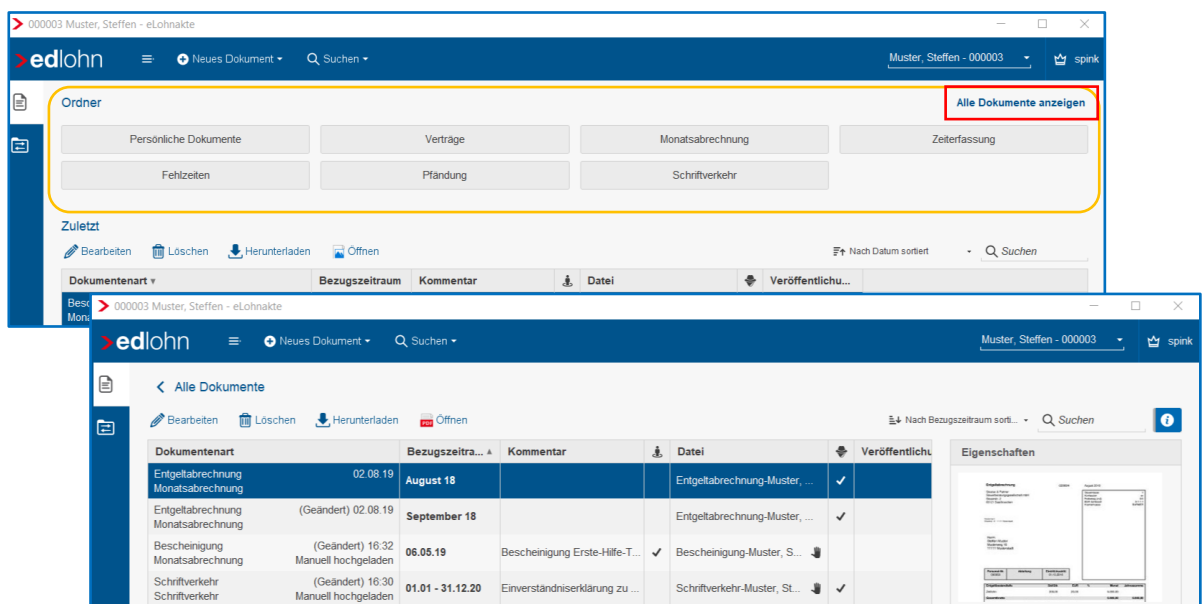 000003 Muster, Steffen - eLohnakte
edlohn Neues Dokument Suchen Muster, Steffen - 000003 spink
Ordner Alle Dokumente anzeigen
Persönliche Dokumente Verträge Monatsabrechnung Zeiterfassung
Fehlzeiten Pfändung Schriftverkehr
Zuletzt
Bearbeiten Löschen Herunterladen Öffnen Nach Datum sortiert Suchen
Dokumentenart Bezugszeitraum Kommentar Datei Veröffentlichu...
000003 Muster, Steffen - eLohnakte
edlohn Neues Dokument Suchen Muster, Steffen - 000003 spink
Alle Dokumente
Bearbeiten Löschen Herunterladen Öffnen Nach Bezugszeitraum sorti... Suchen
Dokumentenart Bezugszeitra... Kommentar Datei Veröffentlichu Eigenschaften
Entgeltabrechnung 02.08.19
Monatsabrechnung
August 18 Entgeltabrechnung-Muster, ...
Entgeltabrechnung (Geändert) 02.08.19
Monatsabrechnung
September 18 Entgeltabrechnung-Muster, ...
Bescheinigung (Geändert) 16:32
Monatsabrechnung Manuell hochgeladen
06.05.19 Bescheinigung Erste-Hilfe-T... Bescheinigung-Muster, S...
Schriftverkehr (Geändert) 16:30
Schriftverkehr Manuell hochgeladen
01.01 - 31.12.20 Einverständniserklärung zu ... Schriftverkehr-Muster, St...
Entgeltabrechnung